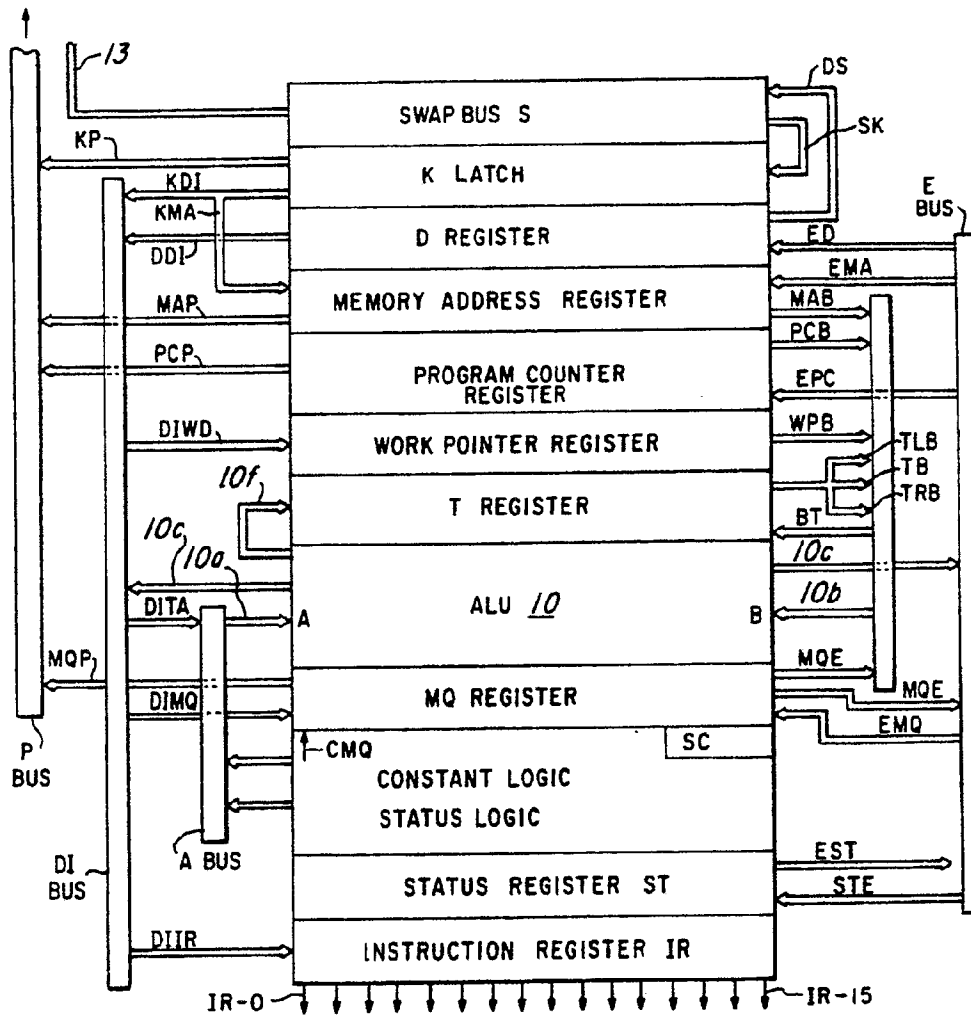 13
DS
SWAP BUS S
SK
KP
K LATCH
KDI
E
BUS
KMA
D REGISTER
ED
DDI
EMA
MEMORY ADDRESS REGISTER
MAP
MAB
PCB
PCP
PROGRAM COUNTER
REGISTER
EPC
DIWD
WORK POINTER REGISTER
WPB
TLB
TB
10f
T REGISTER
TRB
BT
10c
10c
10a
10b
ALU 10
A
B
DITA
MQP
MQE
MQ REGISTER
MQE
DIMQ
EMQ
P
BUS
CMQ
SC
CONSTANT LOGIC
STATUS LOGIC
A BUS
DI
BUS
EST
STATUS REGISTER ST
STE
DIIR
INSTRUCTION REGISTER IR
IR-0
IR-15